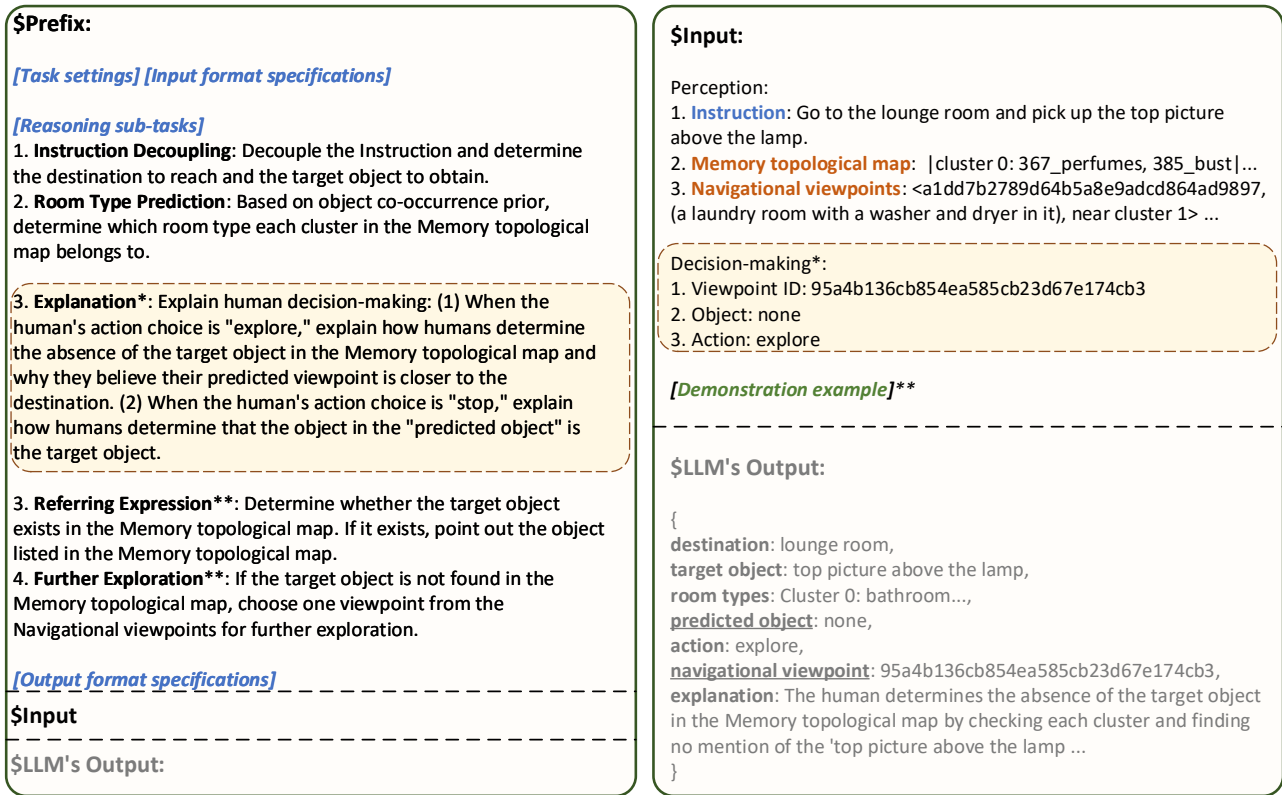 $Prefix:
[Task settings] [Input format specifications]
[Reasoning sub-tasks]
1. Instruction Decoupling: Decouple the Instruction and determine
the destination to reach and the target object to obtain.
2. Room Type Prediction: Based on object co-occurrence prior,
determine which room type each cluster in the Memory topological
map belongs to.
3. Explanation*: Explain human decision-making: (1) When the
human's action choice is "explore," explain how humans determine
the absence of the target object in the Memory topological map and
why they believe their predicted viewpoint is closer to the
destination. (2) When the human's action choice is "stop," explain
how humans determine that the object in the "predicted object" is
the target object.
3. Referring Expression**: Determine whether the target object
exists in the Memory topological map. If it exists, point out the object
listed in the Memory topological map.
4. Further Exploration**: If the target object is not found in the
Memory topological map, choose one viewpoint from the
Navigational viewpoints for further exploration.
[Output format specifications]
$Input
$LLM's Output:
$Input:
Perception:
1. Instruction: Go to the lounge room and pick up the top picture
above the lamp.
2. Memory topological map: |cluster 0: 367_perfumes, 385_bust|...
3. Navigational viewpoints: <a1dd7b2789d64b5a8e9adcd864ad9897,
(a laundry room with a washer and dryer in it), near cluster 1> ...
Decision-making*:
1. Viewpoint ID: 95a4b136cb854ea585cb23d67e174cb3
2. Object: none
3. Action: explore
[Demonstration example]**
$LLM's Output:
{
destination: lounge room,
target object: top picture above the lamp,
room types: Cluster 0: bathroom...,
predicted object: none,
action: explore,
navigational viewpoint: 95a4b136cb854ea585cb23d67e174cb3,
explanation: The human determines the absence of the target object
in the Memory topological map by checking each cluster and finding
no mention of the 'top picture above the lamp ...
}